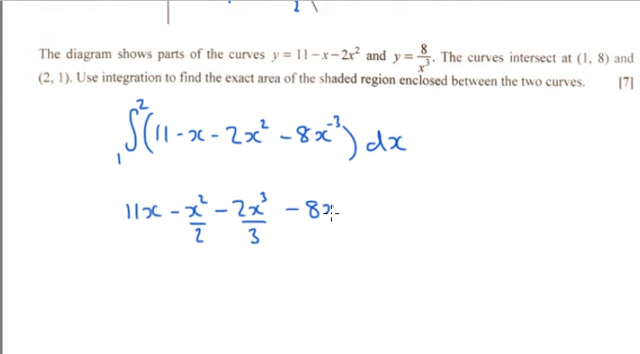 The diagram shows parts of the curves y = 11 − x − 2x² and y = 8/x³. The curves intersect at (1, 8) and
(2, 1). Use integration to find the exact area of the shaded region enclosed between the two curves. [7]
∫₁² (11 - x - 2x² - 8x⁻³) dx
11x - x²/2 - 2x³/3 - 8x